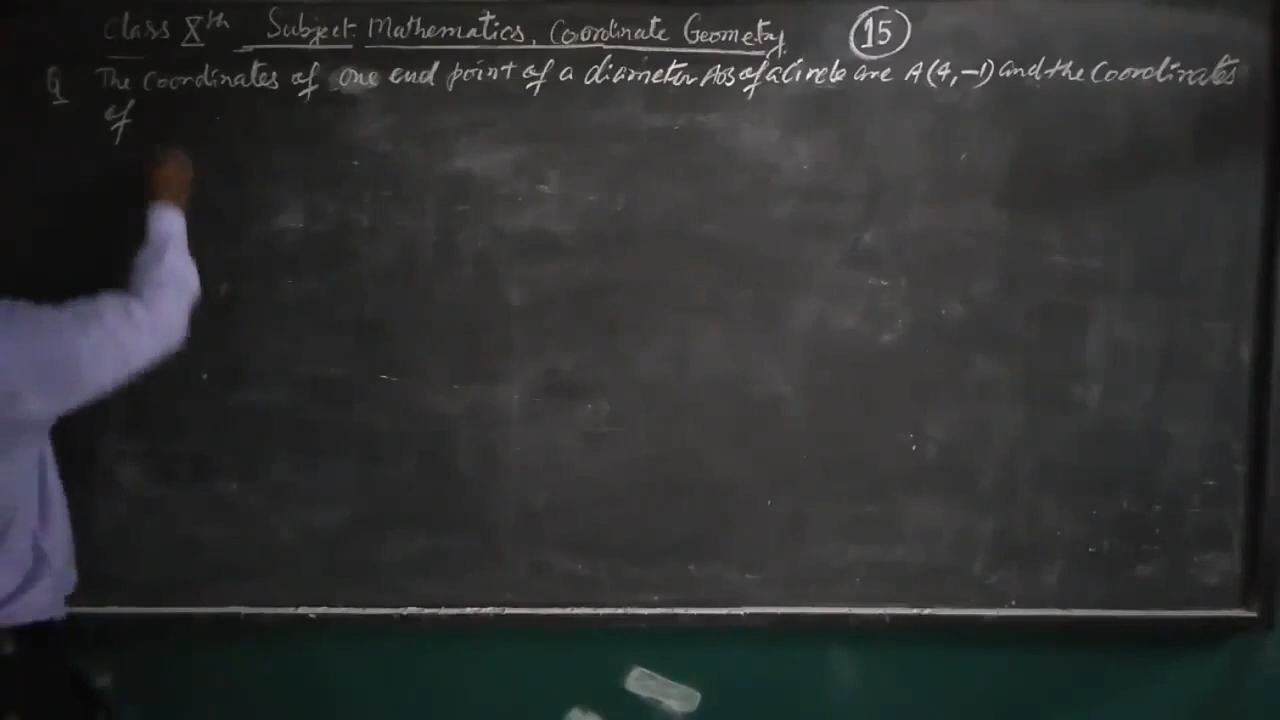 Class Xth Subject: Mathematics, Coordinate Geometry 15
Q The Coordinates of one end point of a diameter AOB of a Circle are A(4,-1) and the Coordinates
of